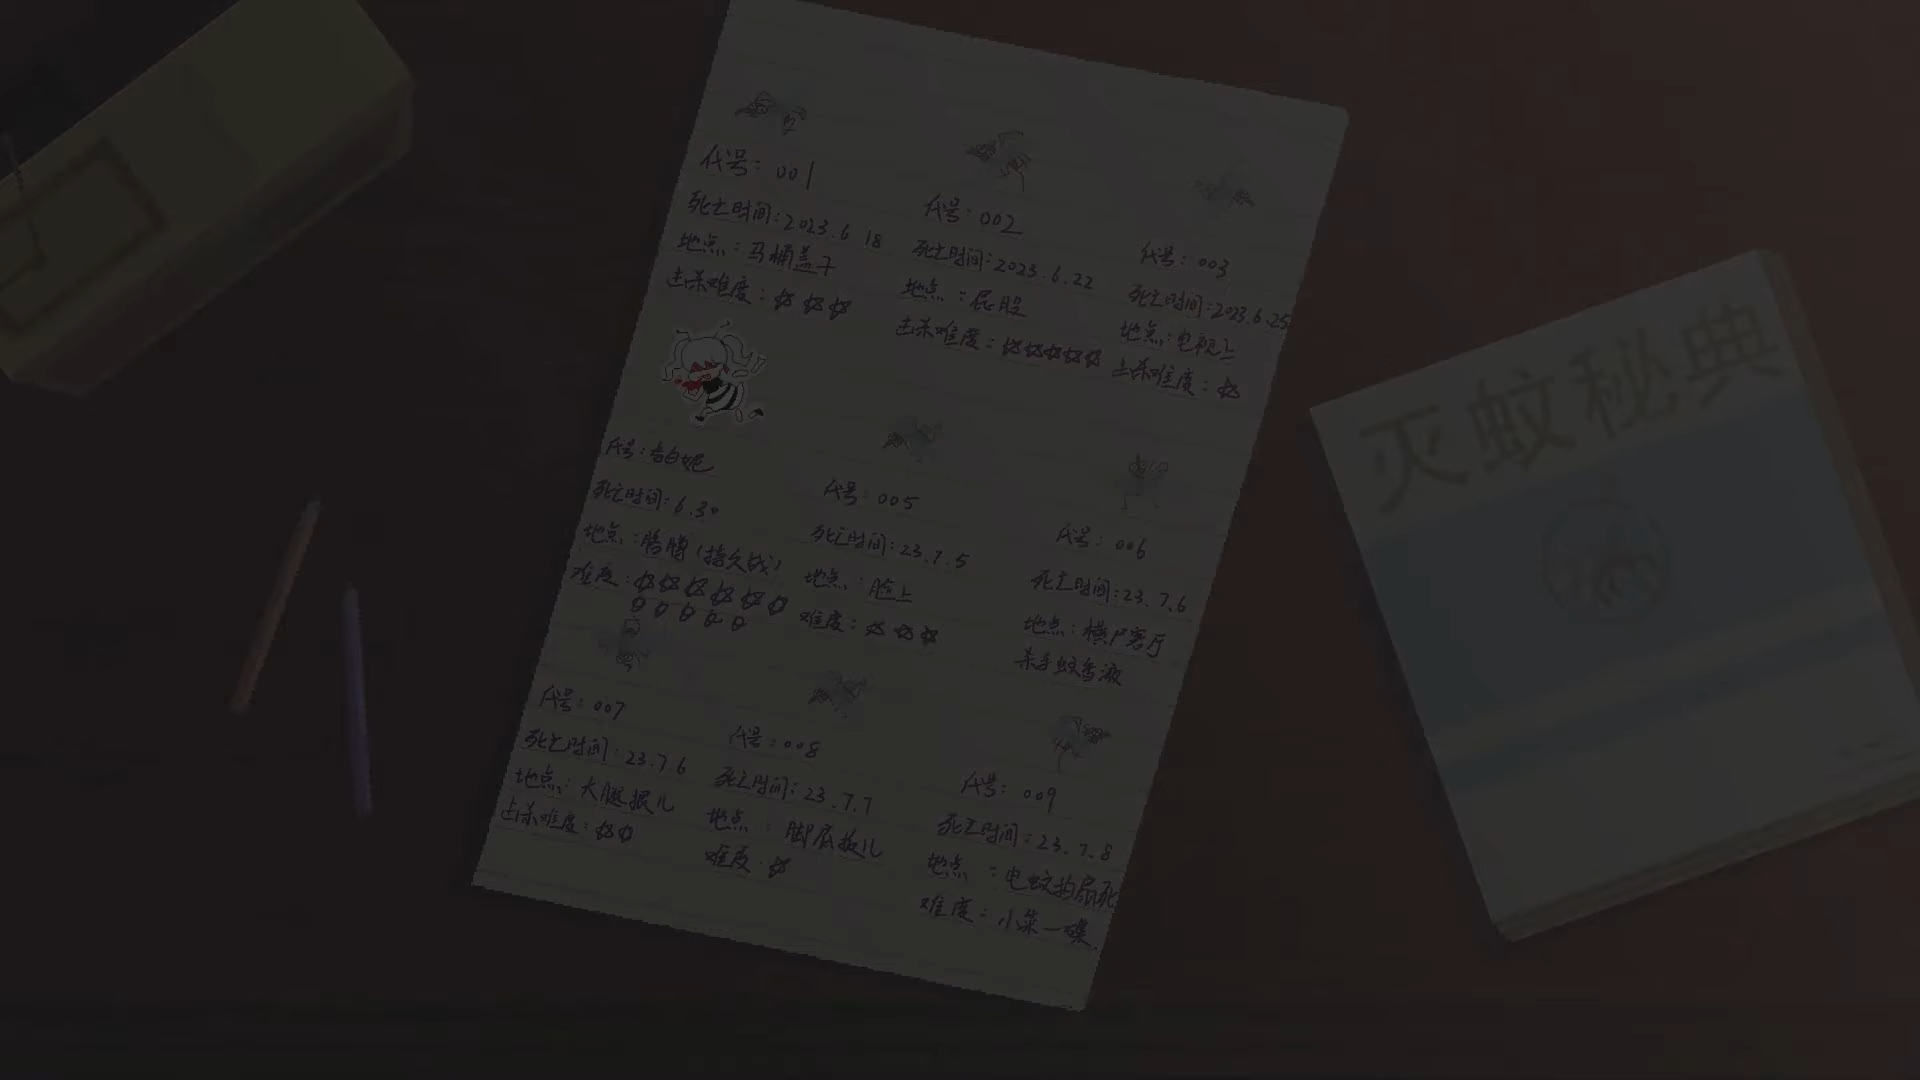 代号：001
死亡时间：2023.6 18
地点：马桶盖子
击杀难度：
代号：002
死亡时间：2023.6.22
地点：屁股
击杀难度：
代号：003
死亡时间：2023.6.25
地点：电视上
击杀难度：
代号：告白妮
死亡时间：6.30
地点：胳膊（持久战）
难度：
代号：005
死亡时间：23.7.5
地点：脸上
难度：
代号：006
死亡时间：23.7.6
地点：横尸客厅
杀手蚊香液
代号：007
死亡时间：23.7.6
地点：大腿根儿
击杀难度：
代号：008
死亡时间：23.7.7
地点：脚底板儿
难度：
代号：009
死亡时间：23.7.8
地点：电蚊拍扇死
难度：小菜一碟.
灭蚊秘典